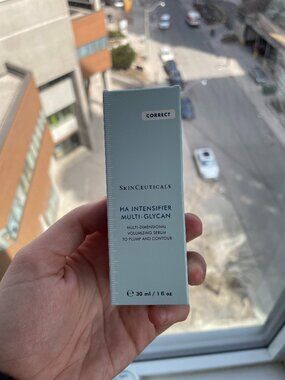 CORRECT
SKINCEUTICALS
HA INTENSIFIER
MULTI-GLYCAN
MULTI-DIMENSIONAL
VOLUMIZING SERUM
TO PLUMP AND CONTOUR
℮ 30 ml / 1 fl oz